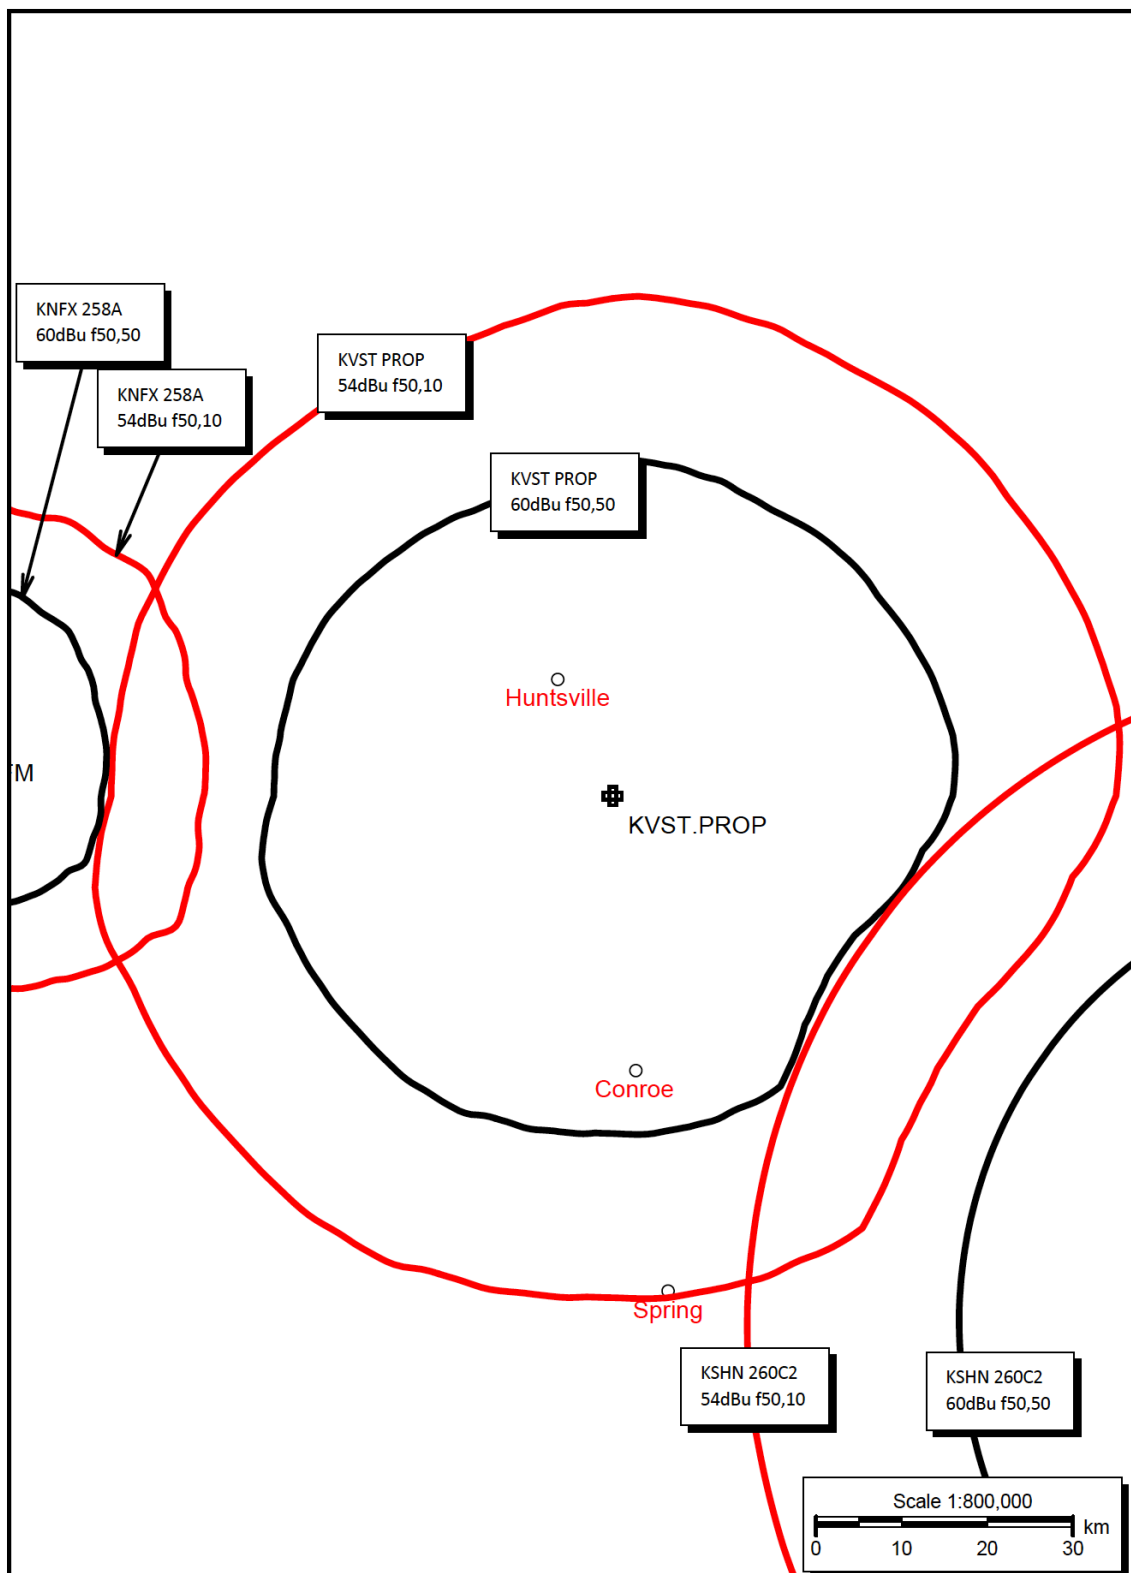 KNFX 258A
60dBu f50,50
KNFX 258A
54dBu f50,10
KVST PROP
54dBu f50,10
KVST PROP
60dBu f50,50
Huntsville
FM
KVST.PROP
Conroe
Spring
KSHN 260C2
54dBu f50,10
KSHN 260C2
60dBu f50,50
Scale 1:800,000
km
0 10 20 30